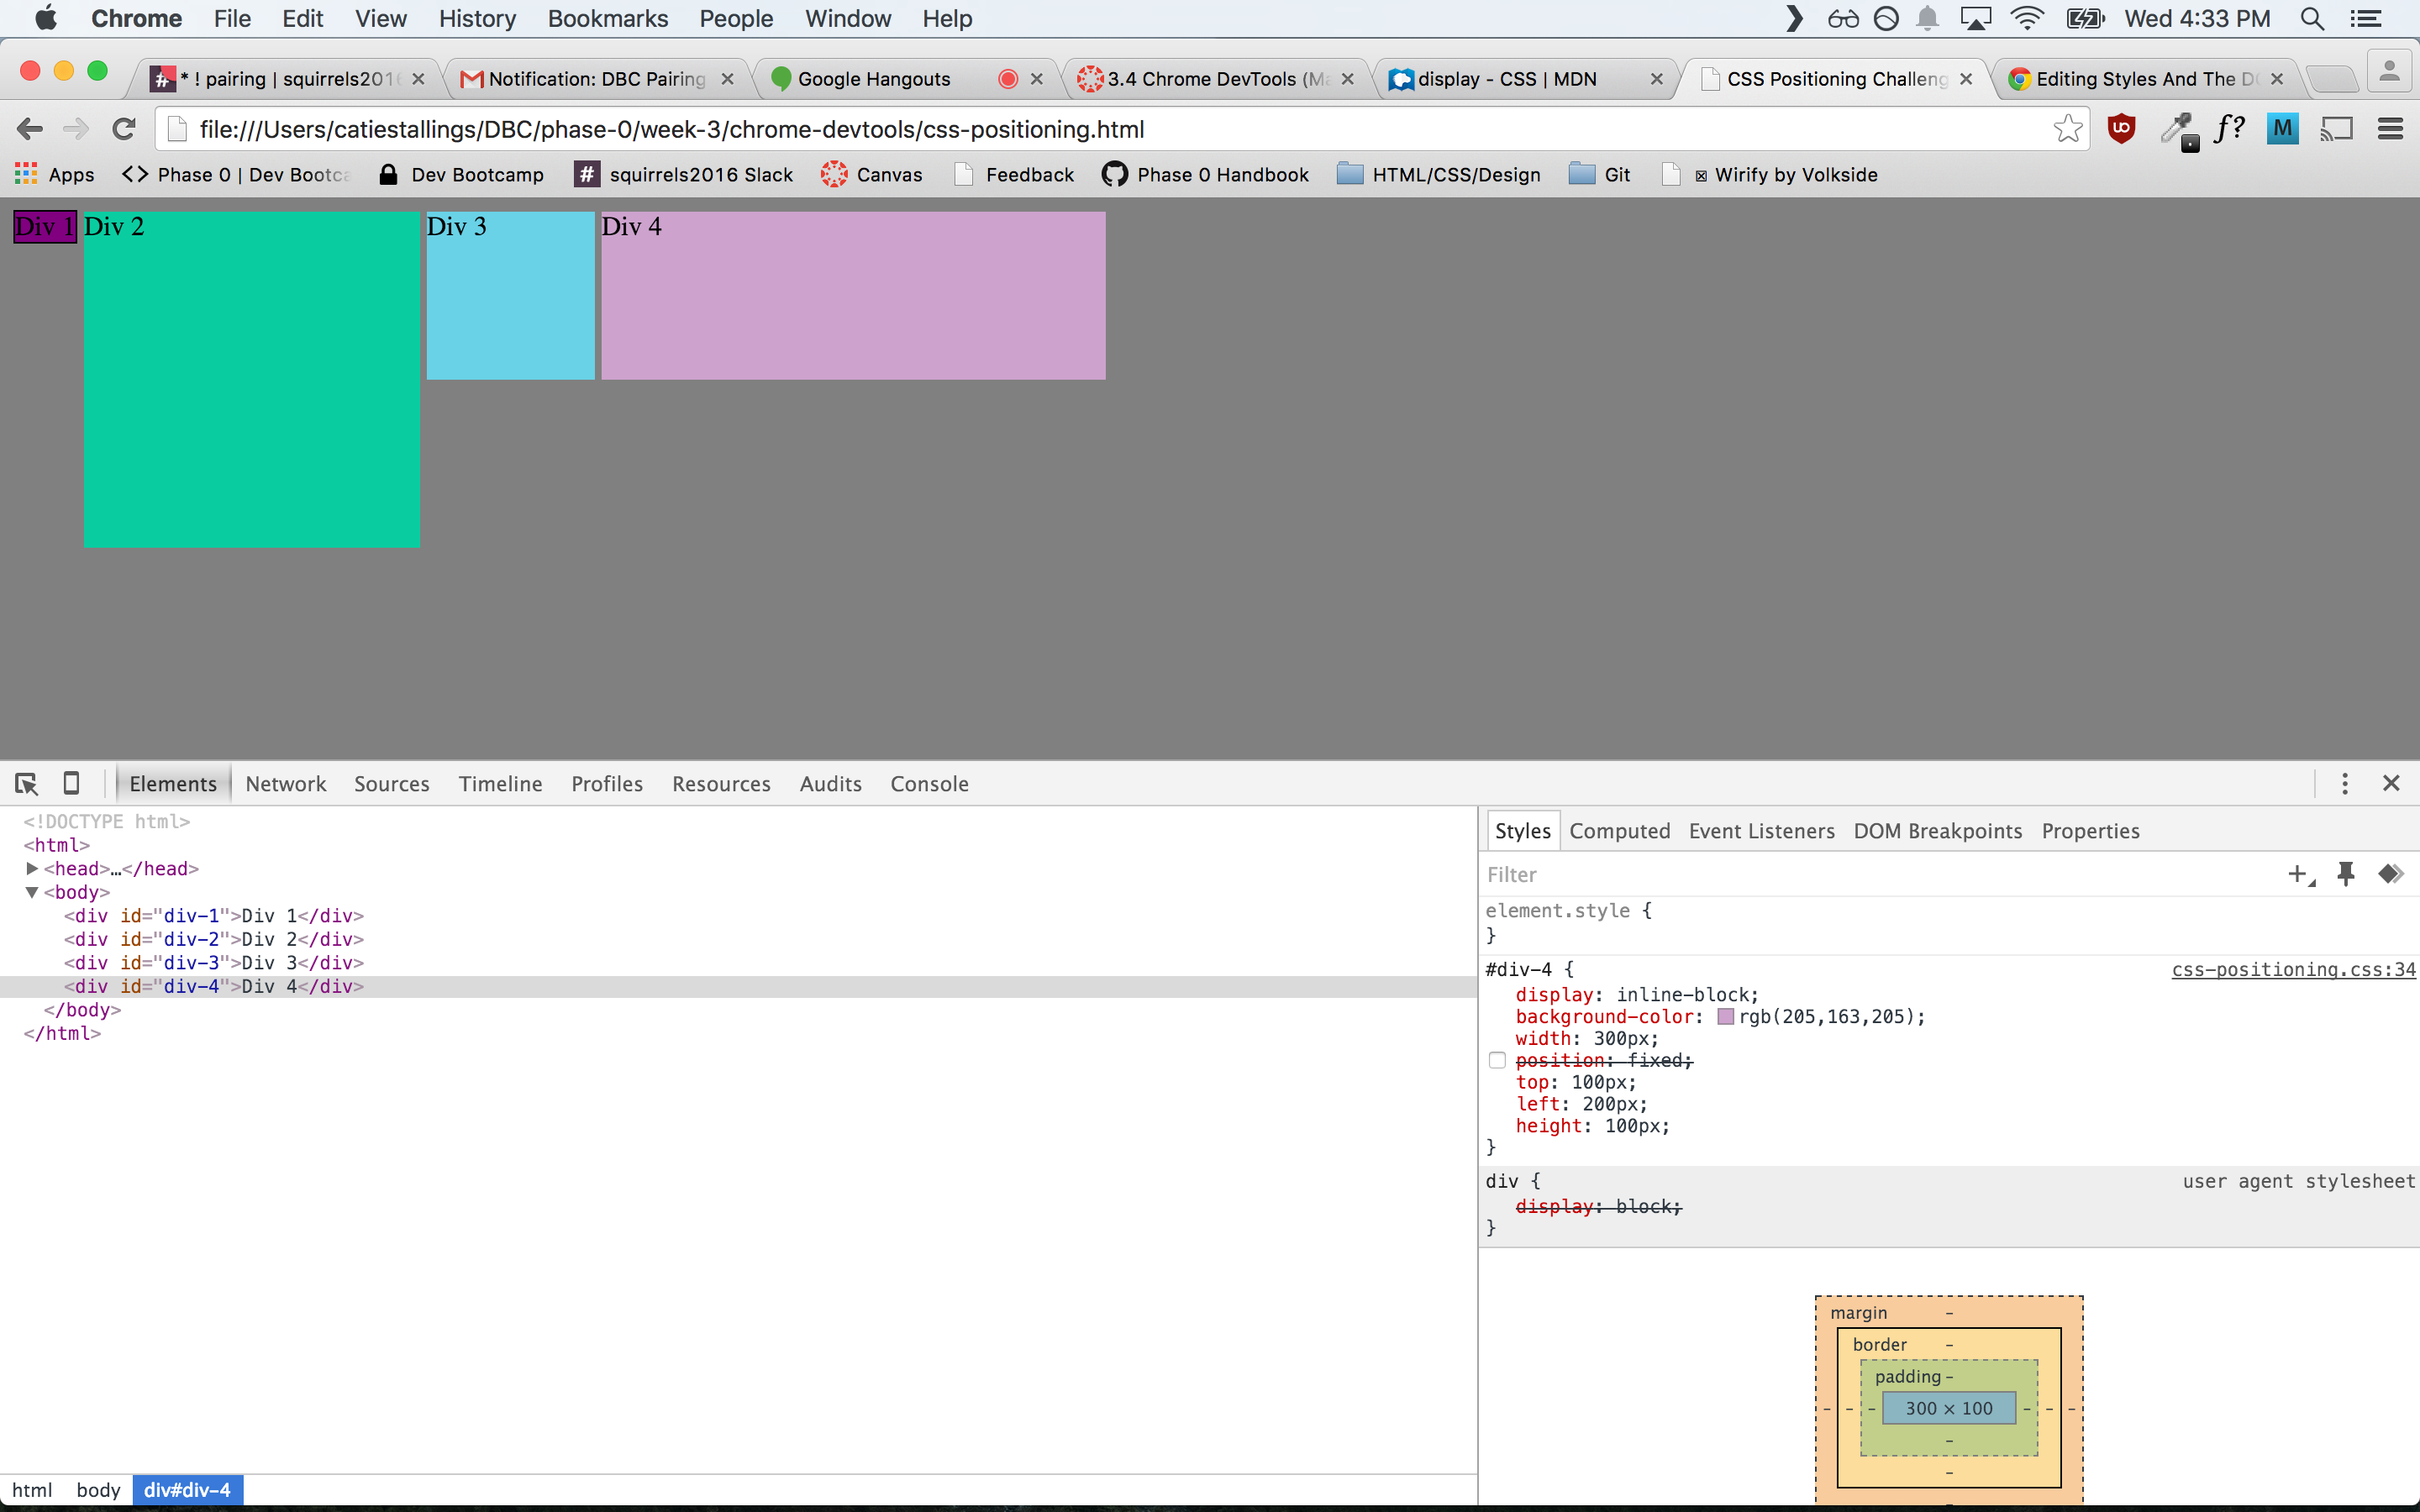 Chrome File Edit View History Bookmarks People Window Help Wed 4:33 PM
* ! pairing | squirrels2016 Notification: DBC Pairing Google Hangouts 3.4 Chrome DevTools (Ma display - CSS | MDN CSS Positioning Challeng Editing Styles And The DO
file:///Users/catiestallings/DBC/phase-0/week-3/chrome-devtools/css-positioning.html f? M
Apps Phase 0 | Dev Bootca Dev Bootcamp # squirrels2016 Slack Canvas Feedback Phase 0 Handbook HTML/CSS/Design Git Wirify by Volkside
Div 1 Div 2 Div 3 Div 4
Elements Network Sources Timeline Profiles Resources Audits Console
<!DOCTYPE html>
<html>
<head>…</head>
<body>
<div id="div-1">Div 1</div>
<div id="div-2">Div 2</div>
<div id="div-3">Div 3</div>
<div id="div-4">Div 4</div>
</body>
</html>
html body div#div-4
Styles Computed Event Listeners DOM Breakpoints Properties
Filter
element.style {
}
#div-4 { css-positioning.css:34
display: inline-block;
background-color: rgb(205,163,205);
width: 300px;
position: fixed;
top: 100px;
left: 200px;
height: 100px;
}
div { user agent stylesheet
display: block;
}
margin -
border -
padding -
- - - 300 × 100 - - -
-
-
-